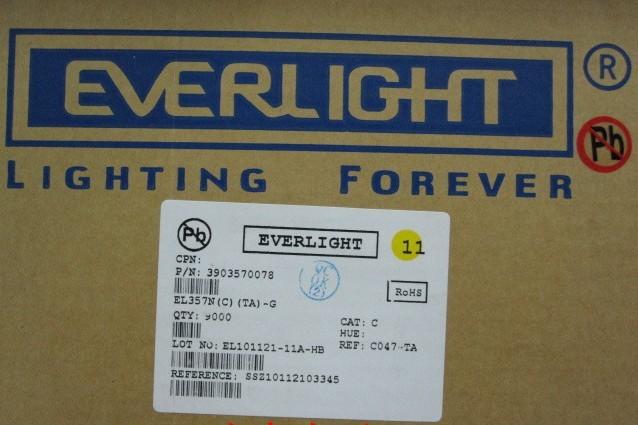 EVERLIGHT ®
Pb
LIGHTING FOREVER
Pb EVERLIGHT 11
CPN:
P/N: 3903570078
RoHS
EL357N(C)(TA)-G
QTY: 9000
CAT: C
HUE:
LOT NO: EL101121-11A-HB REF: C047-TA
REFERENCE: SSZ10112103345